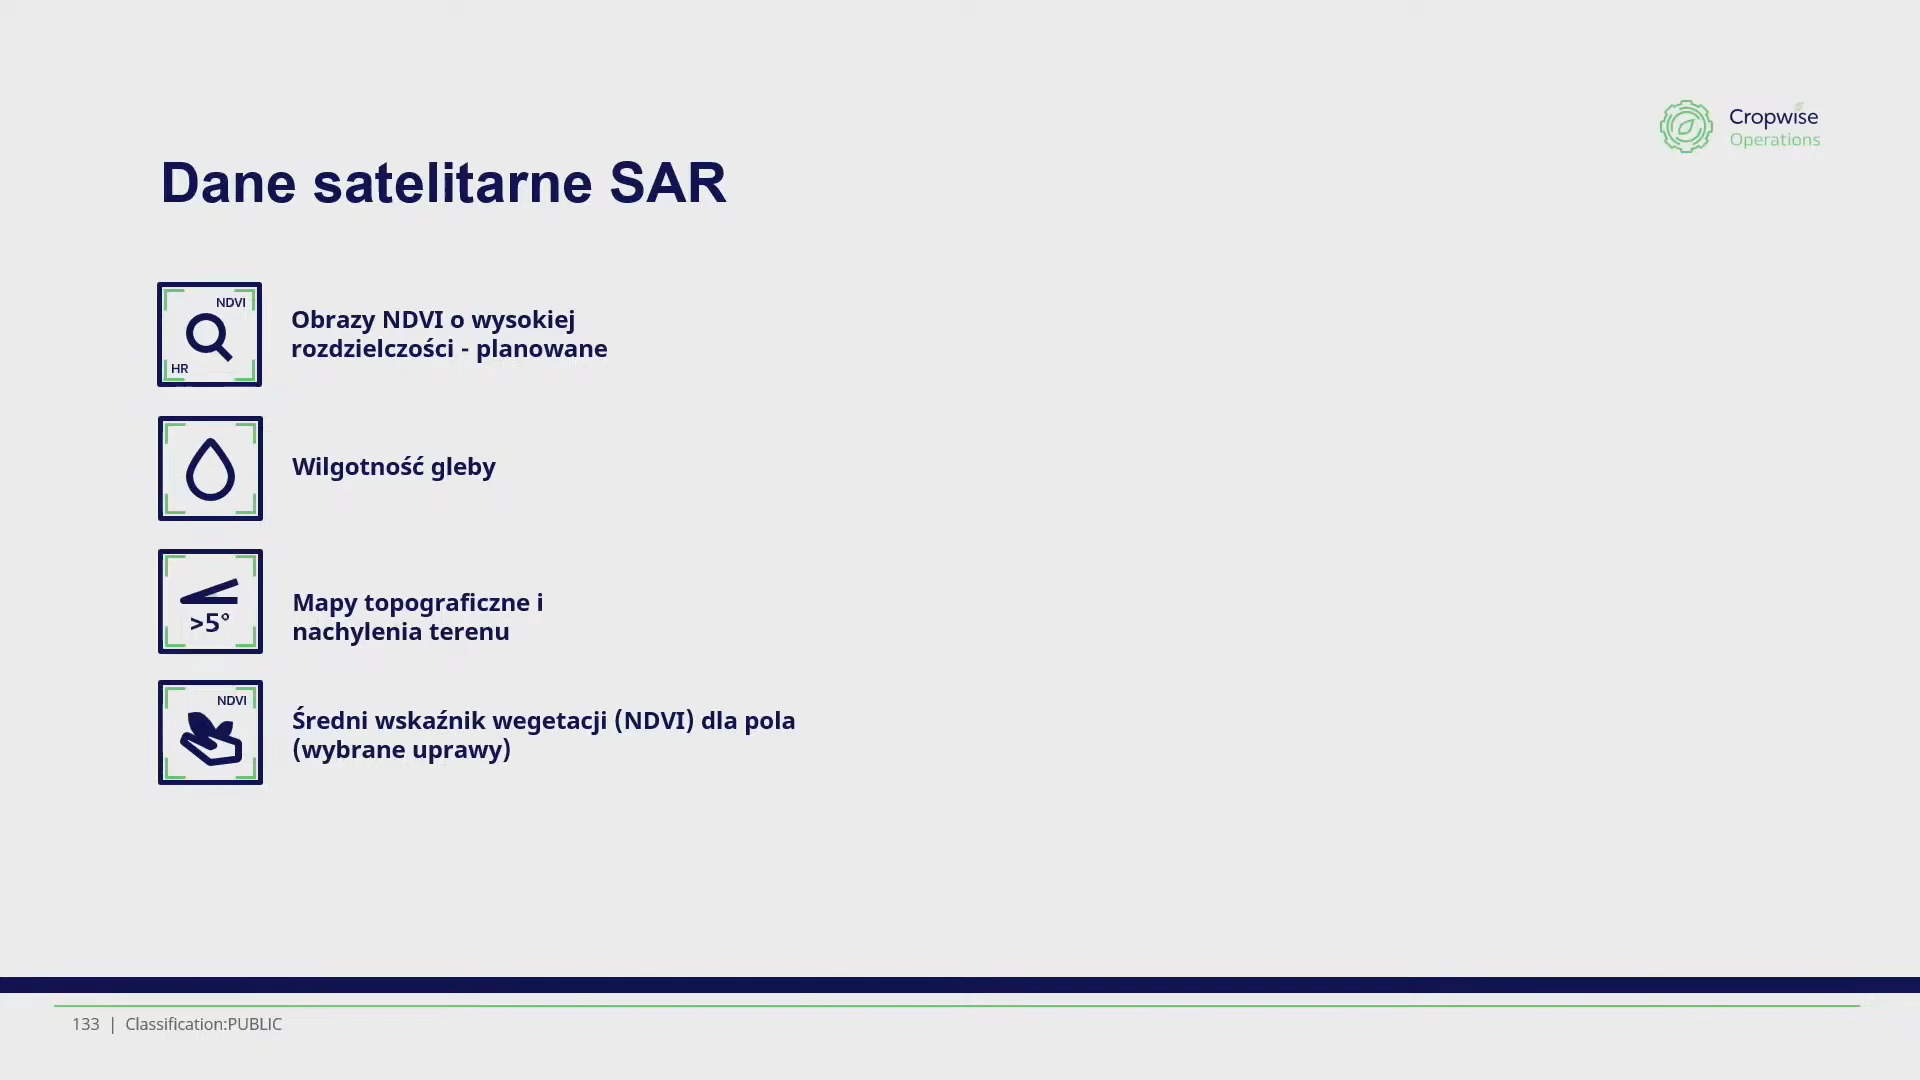 Cropwise
Operations
Dane satelitarne SAR
NDVI
HR
Obrazy NDVI o wysokiej
rozdzielczości - planowane
Wilgotność gleby
>5°
Mapy topograficzne i
nachylenia terenu
NDVI
Średni wskaźnik wegetacji (NDVI) dla pola
(wybrane uprawy)
133 | Classification:PUBLIC